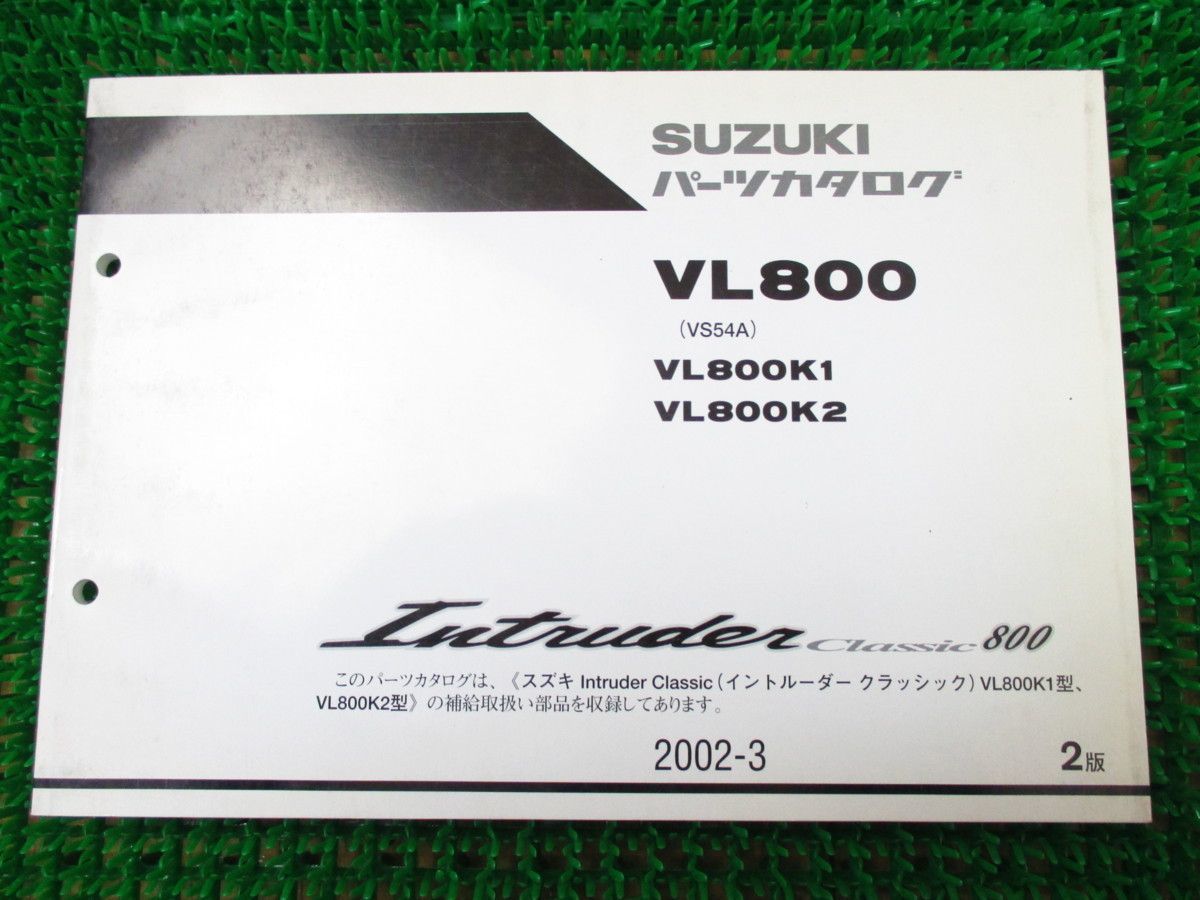 SUZUKI
パーツカタログ
VL800
(VS54A)
VL800K1
VL800K2
Intruder Classic 800
このパーツカタログは、《スズキ Intruder Classic(イントルーダー クラッシック)VL800K1型、
VL800K2型》の補給取扱い部品を収録してあります。
2002-3 2版